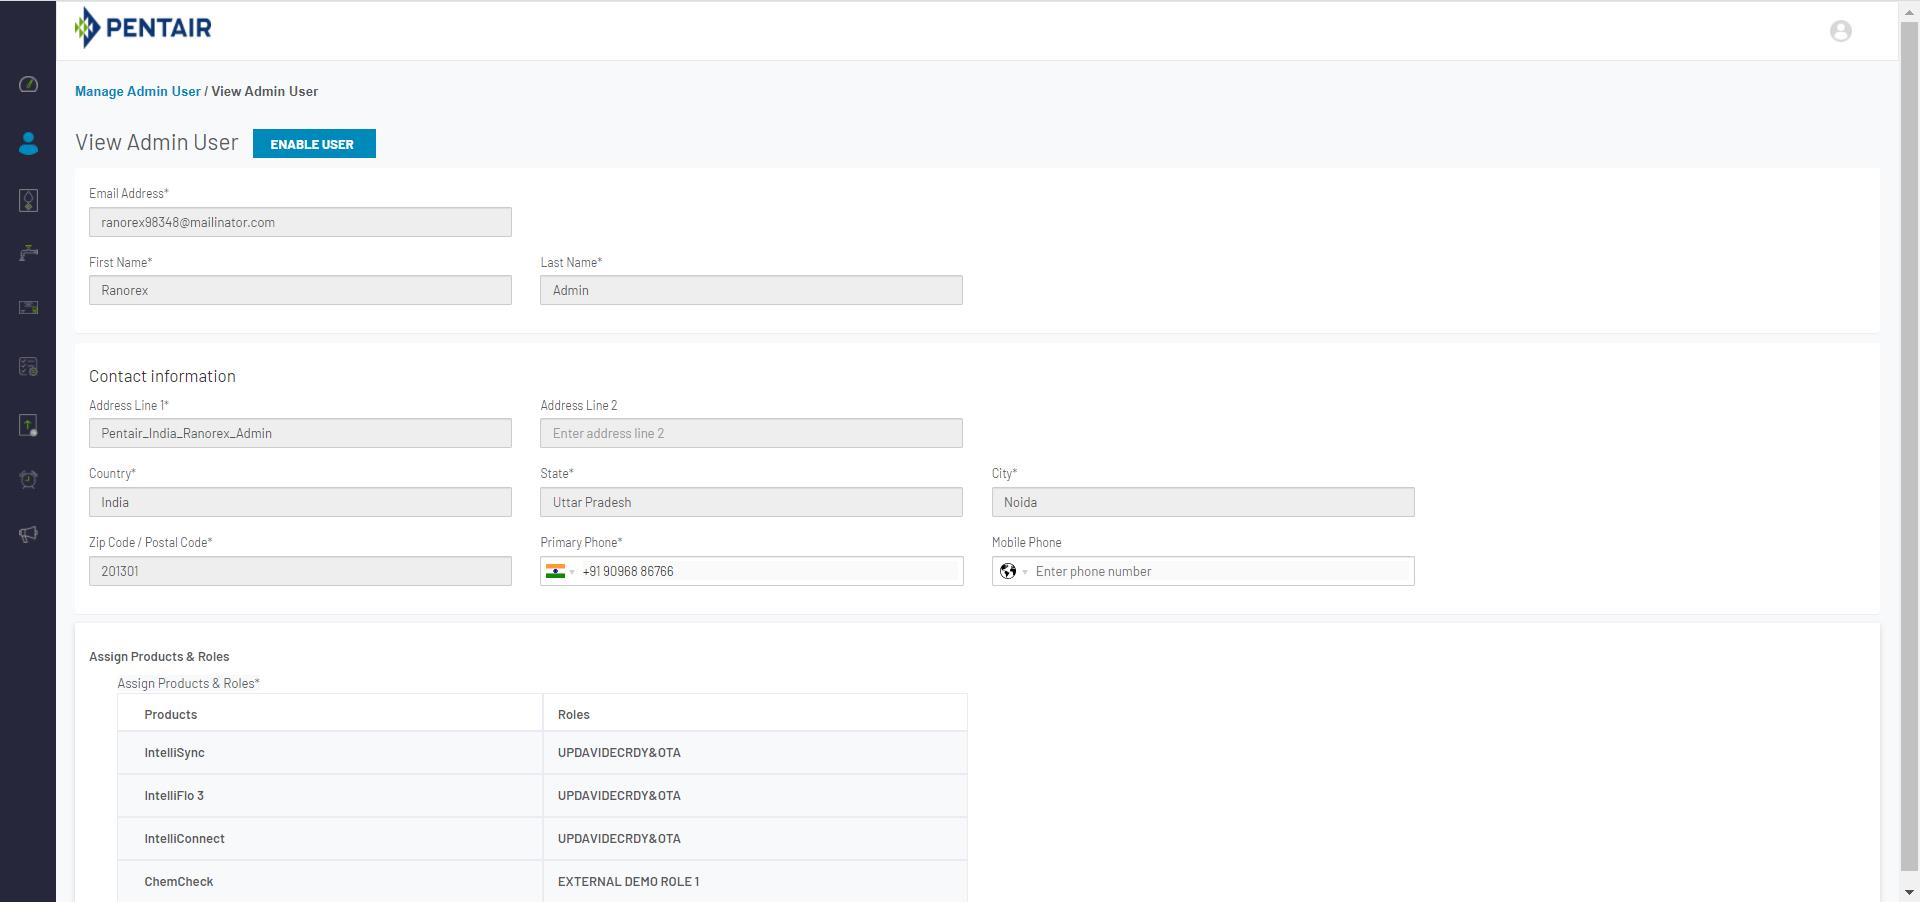 PENTAIR
Manage Admin User / View Admin User
View Admin User ENABLE USER
Email Address*
ranorex98348@mailinator.com
First Name* Last Name*
Ranorex Admin
Contact information
Address Line 1* Address Line 2
Pentair_India_Ranorex_Admin Enter address line 2
Country* State* City*
India Uttar Pradesh Noida
Zip Code / Postal Code* Primary Phone* Mobile Phone
201301 +91 90968 86766 Enter phone number
Assign Products & Roles
Assign Products & Roles*
Products Roles
IntelliSync UPDAVIDECRDY&OTA
IntelliFlo 3 UPDAVIDECRDY&OTA
IntelliConnect UPDAVIDECRDY&OTA
ChemCheck EXTERNAL DEMO ROLE 1